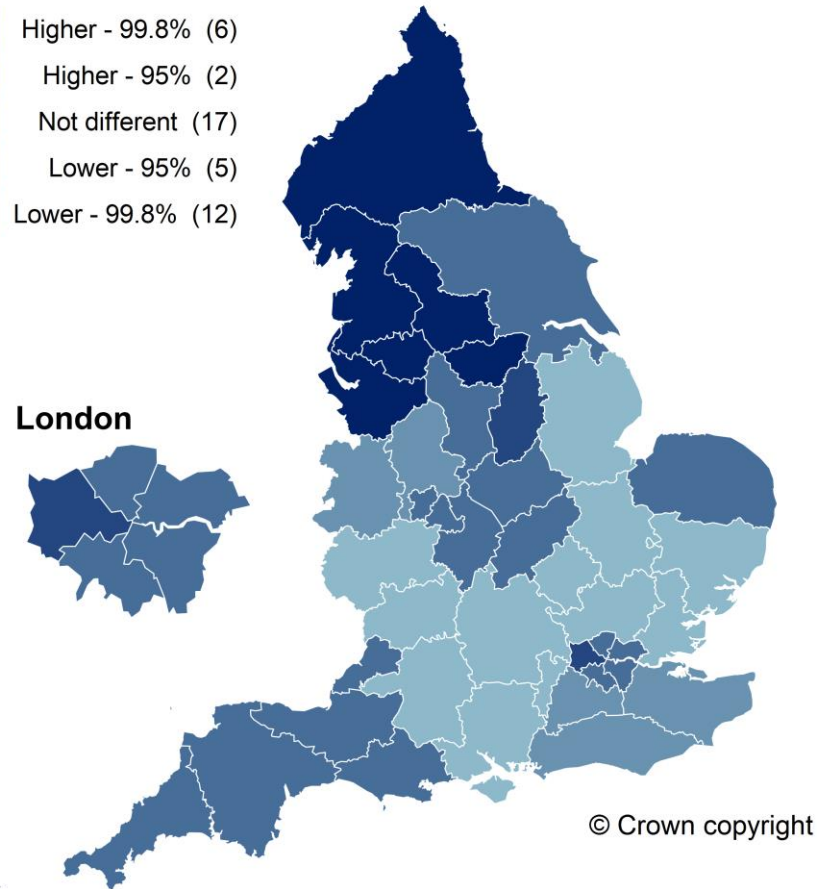 Higher - 99.8% (6)
Higher - 95% (2)
Not different (17)
Lower - 95% (5)
Lower - 99.8% (12)
London
© Crown copyright